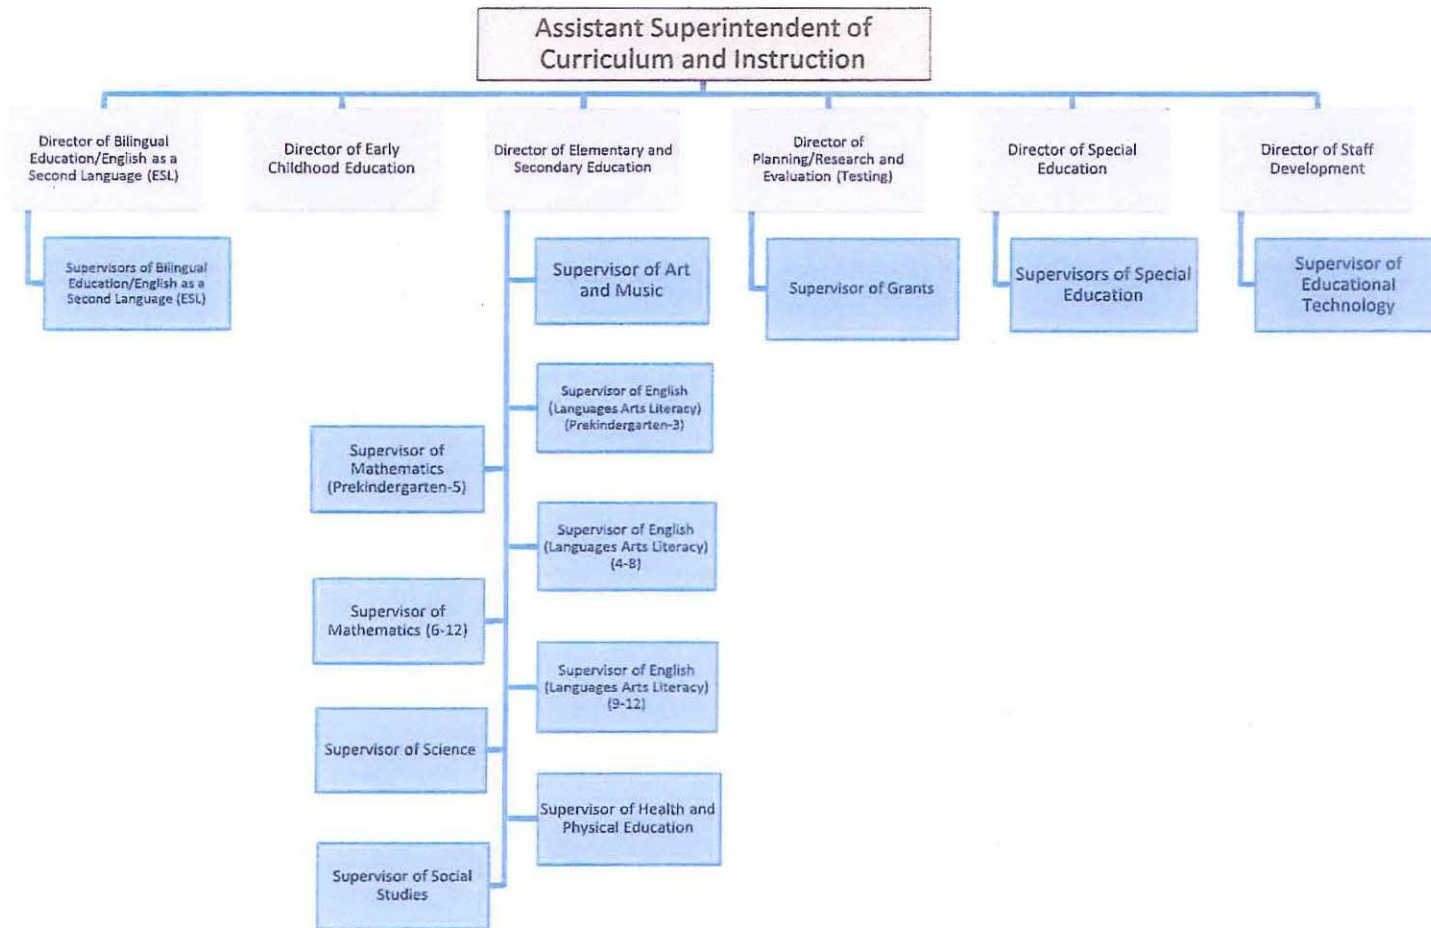 Assistant Superintendent of
Curriculum and Instruction
Director of Bilingual
Education/English as a
Second Language (ESL)
Director of Early
Childhood Education
Director of Elementary and
Secondary Education
Director of
Planning/Research and
Evaluation (Testing)
Director of Special
Education
Director of Staff
Development
Supervisors of Bilingual
Education/English as a
Second Language (ESL)
Supervisor of Art
and Music
Supervisor of Grants
Supervisors of Special
Education
Supervisor of
Educational
Technology
Supervisor of English
(Languages Arts Literacy)
(Prekindergarten-3)
Supervisor of
Mathematics
(Prekindergarten-5)
Supervisor of English
(Languages Arts Literacy)
(4-8)
Supervisor of
Mathematics (6-12)
Supervisor of English
(Languages Arts Literacy)
(9-12)
Supervisor of Science
Supervisor of Health and
Physical Education
Supervisor of Social
Studies